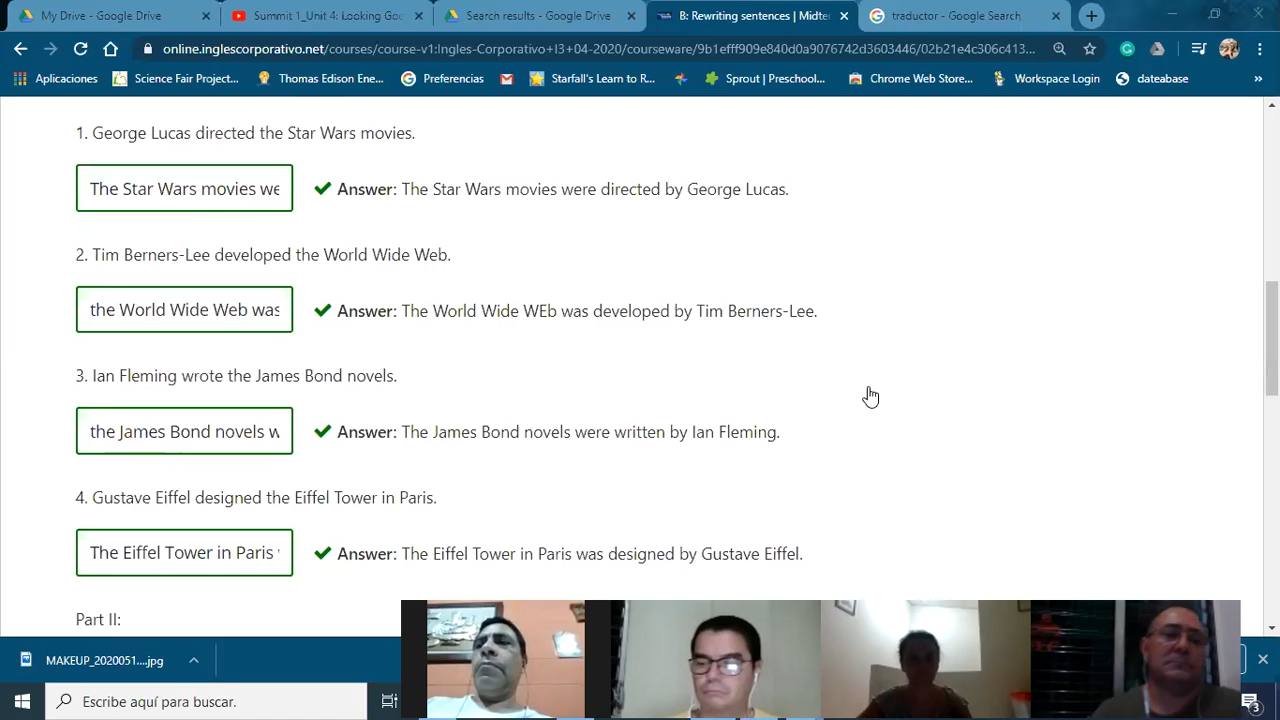 My Drive - Google Drive
Summit 1_Unit 4: Looking Go
Search results - Google Drive
B: Rewriting sentences | Midter
traductor - Google Search
online.inglescorporativo.net/courses/course-v1:Ingles-Corporativo+I3+04-2020/courseware/9b1efff909e840d0a9076742d3603446/02b21e4c306c413...
Aplicaciones
Science Fair Project...
Thomas Edison Ene...
Preferencias
Starfall's Learn to R...
Sprout | Preschool...
Chrome Web Store...
Workspace Login
dateabase
»
1. George Lucas directed the Star Wars movies.
The Star Wars movies we
Answer: The Star Wars movies were directed by George Lucas.
2. Tim Berners-Lee developed the World Wide Web.
the World Wide Web was
Answer: The World Wide WEb was developed by Tim Berners-Lee.
3. Ian Fleming wrote the James Bond novels.
the James Bond novels w
Answer: The James Bond novels were written by Ian Fleming.
4. Gustave Eiffel designed the Eiffel Tower in Paris.
The Eiffel Tower in Paris
Answer: The Eiffel Tower in Paris was designed by Gustave Eiffel.
Part II:
MAKEUP_2020051....jpg
Escribe aquí para buscar.
3